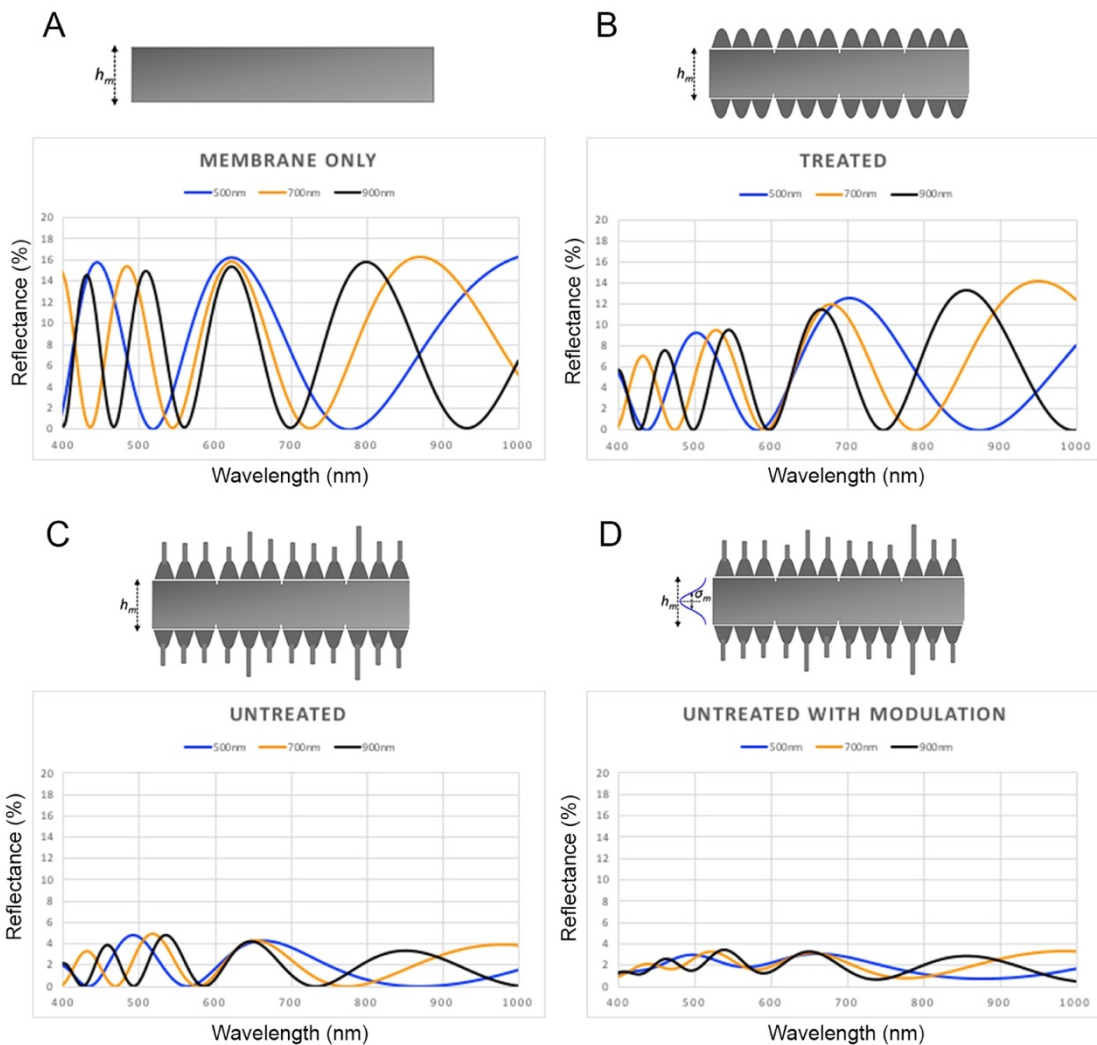 A
hₘ
MEMBRANE ONLY
500nm 700nm 900nm
Reflectance (%)
20
18
16
14
12
10
8
6
4
2
0
400 500 600 700 800 900 1000
Wavelength (nm)
B
hₘ
TREATED
500nm 700nm 900nm
Reflectance (%)
20
18
16
14
12
10
8
6
4
2
0
400 500 600 700 800 900 1000
Wavelength (nm)
C
hₘ
UNTREATED
500nm 700nm 900nm
Reflectance (%)
20
18
16
14
12
10
8
6
4
2
0
400 500 600 700 800 900 1000
Wavelength (nm)
D
hₘ σₘ
UNTREATED WITH MODULATION
500nm 700nm 900nm
Reflectance (%)
20
18
16
14
12
10
8
6
4
2
0
400 500 600 700 800 900 1000
Wavelength (nm)